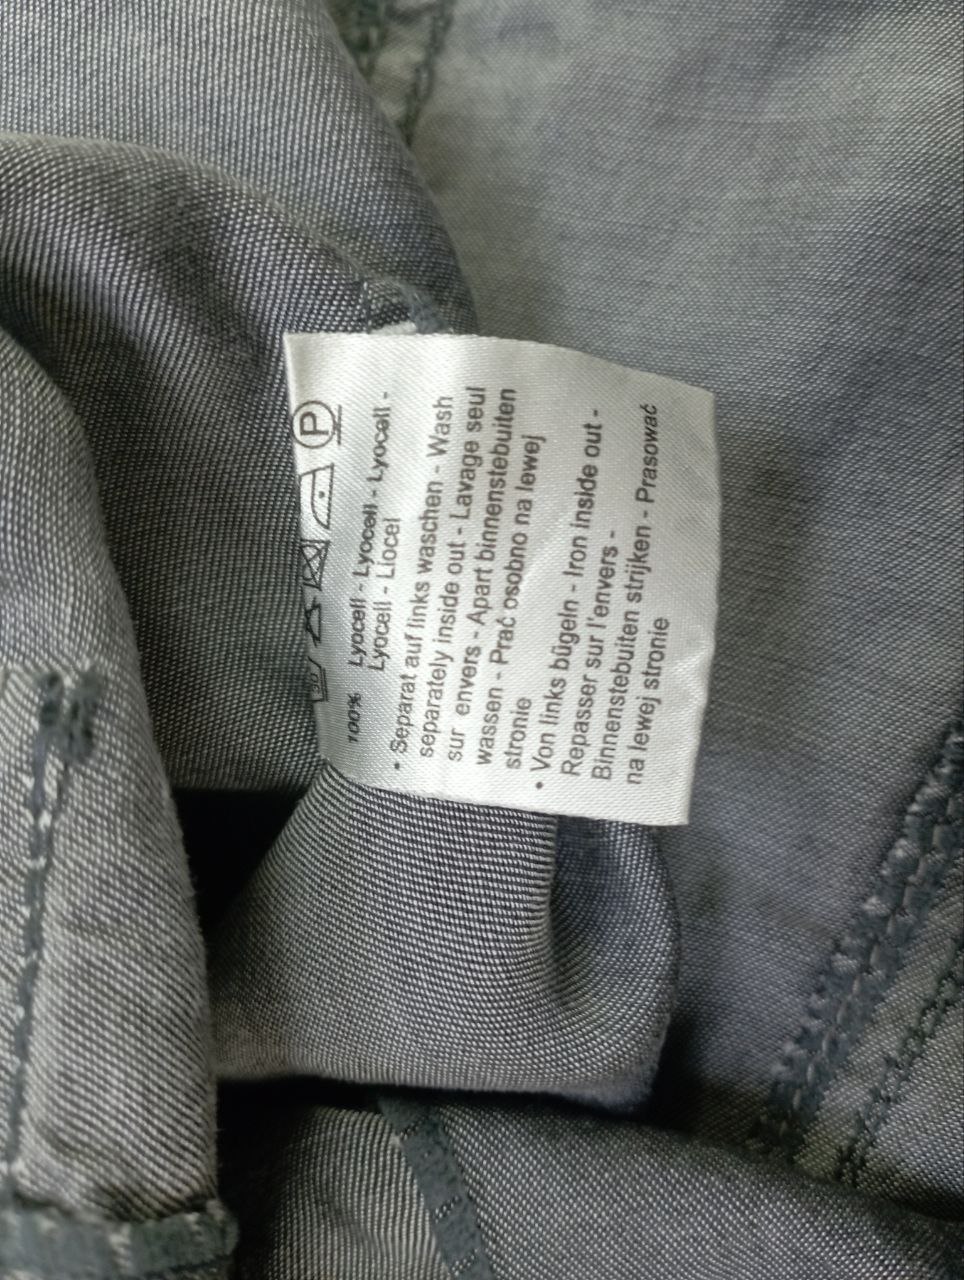 P
100% Lyocell - Lyocell - Lyocell -
Lyocell - Liocel
• Separat auf links waschen - Wash
separately inside out - Lavage seul
sur envers - Apart binnenstebuiten
wassen - Prać osobno na lewej
stronie
• Von links bügeln - Iron inside out -
Repasser sur l'envers -
Binnenstebuiten strijken - Prasować
na lewej stronie